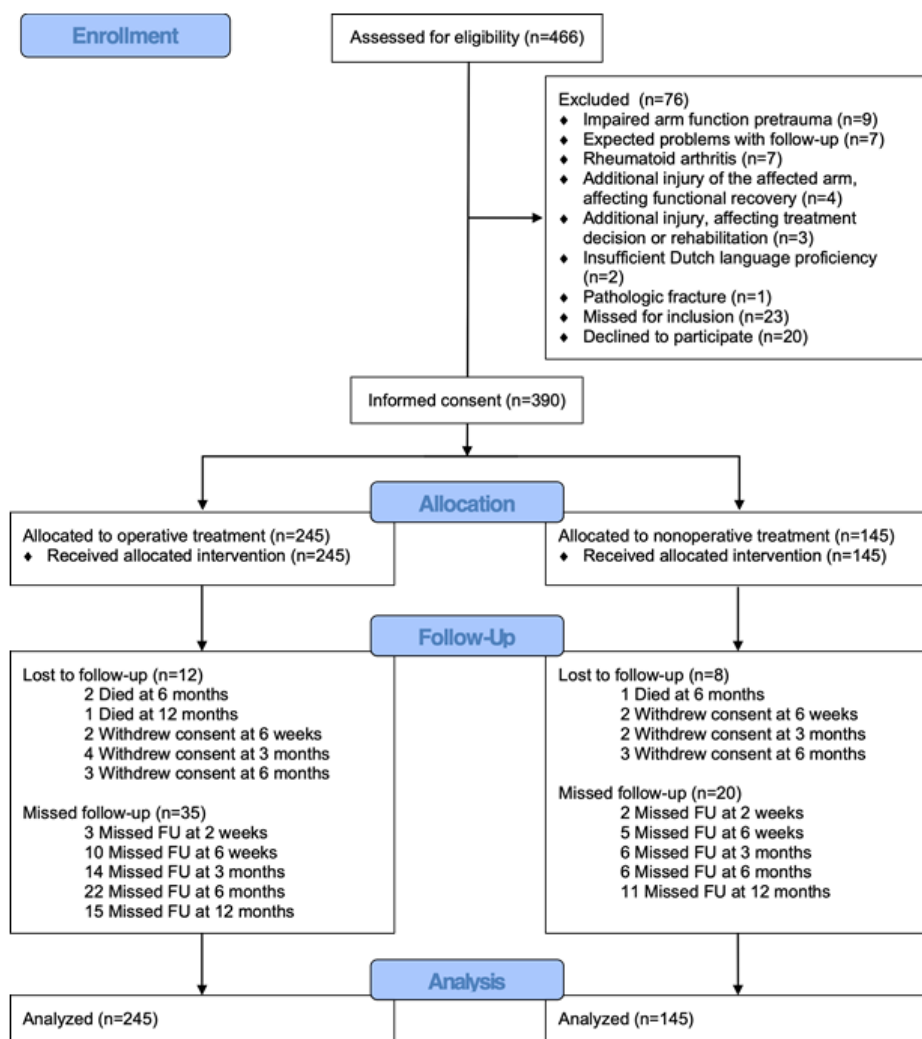 Enrollment
Assessed for eligibility (n=466)
Excluded (n=76)
♦ Impaired arm function pretrauma (n=9)
♦ Expected problems with follow-up (n=7)
♦ Rheumatoid arthritis (n=7)
♦ Additional injury of the affected arm,
affecting functional recovery (n=4)
♦ Additional injury, affecting treatment
decision or rehabilitation (n=3)
♦ Insufficient Dutch language proficiency
(n=2)
♦ Pathologic fracture (n=1)
♦ Missed for inclusion (n=23)
♦ Declined to participate (n=20)
Informed consent (n=390)
Allocation
Allocated to operative treatment (n=245)
♦ Received allocated intervention (n=245)
Allocated to nonoperative treatment (n=145)
♦ Received allocated intervention (n=145)
Follow-Up
Lost to follow-up (n=12)
2 Died at 6 months
1 Died at 12 months
2 Withdrew consent at 6 weeks
4 Withdrew consent at 3 months
3 Withdrew consent at 6 months
Missed follow-up (n=35)
3 Missed FU at 2 weeks
10 Missed FU at 6 weeks
14 Missed FU at 3 months
22 Missed FU at 6 months
15 Missed FU at 12 months
Lost to follow-up (n=8)
1 Died at 6 months
2 Withdrew consent at 6 weeks
2 Withdrew consent at 3 months
3 Withdrew consent at 6 months
Missed follow-up (n=20)
2 Missed FU at 2 weeks
5 Missed FU at 6 weeks
6 Missed FU at 3 months
6 Missed FU at 6 months
11 Missed FU at 12 months
Analysis
Analyzed (n=245)
Analyzed (n=145)